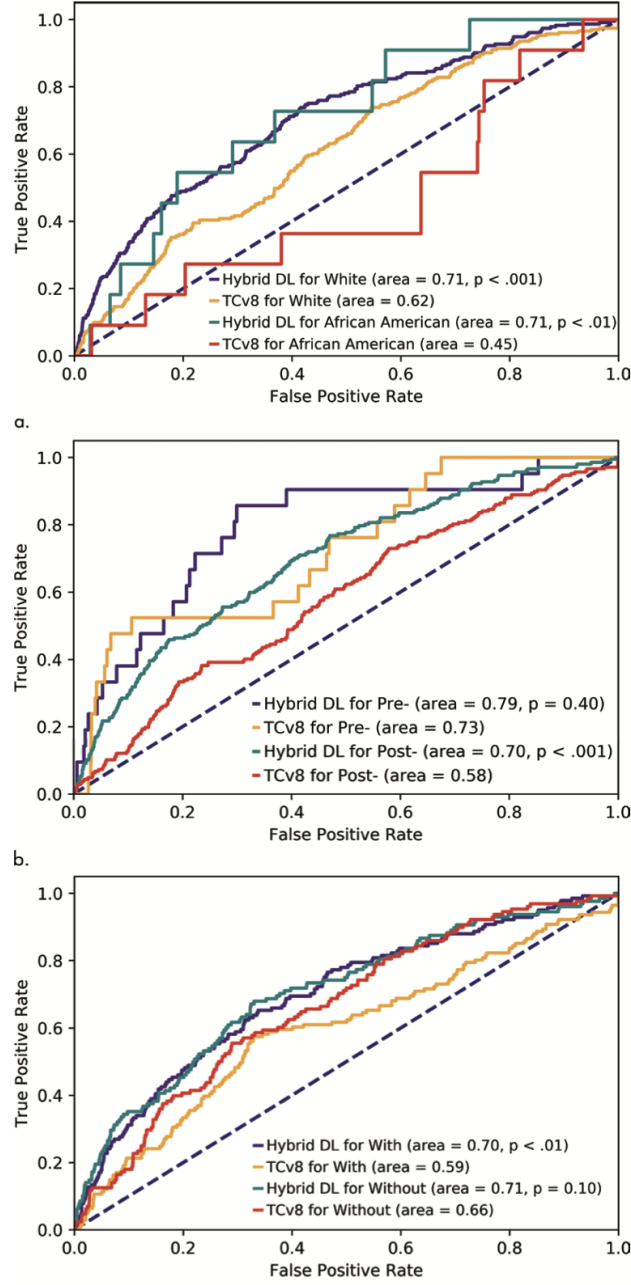 1.0
0.8
0.6
0.4
0.2
0.0
True Positive Rate
Hybrid DL for White (area = 0.71, p < .001)
TCv8 for White (area = 0.62)
Hybrid DL for African American (area = 0.71, p < .01)
TCv8 for African American (area = 0.45)
0.0 0.2 0.4 0.6 0.8 1.0
False Positive Rate
a.
1.0
0.8
0.6
0.4
0.2
0.0
True Positive Rate
Hybrid DL for Pre- (area = 0.79, p = 0.40)
TCv8 for Pre- (area = 0.73)
Hybrid DL for Post- (area = 0.70, p < .001)
TCv8 for Post- (area = 0.58)
0.0 0.2 0.4 0.6 0.8 1.0
False Positive Rate
b.
1.0
0.8
0.6
0.4
0.2
0.0
True Positive Rate
Hybrid DL for With (area = 0.70, p < .01)
TCv8 for With (area = 0.59)
Hybrid DL for Without (area = 0.71, p = 0.10)
TCv8 for Without (area = 0.66)
0.0 0.2 0.4 0.6 0.8 1.0
False Positive Rate